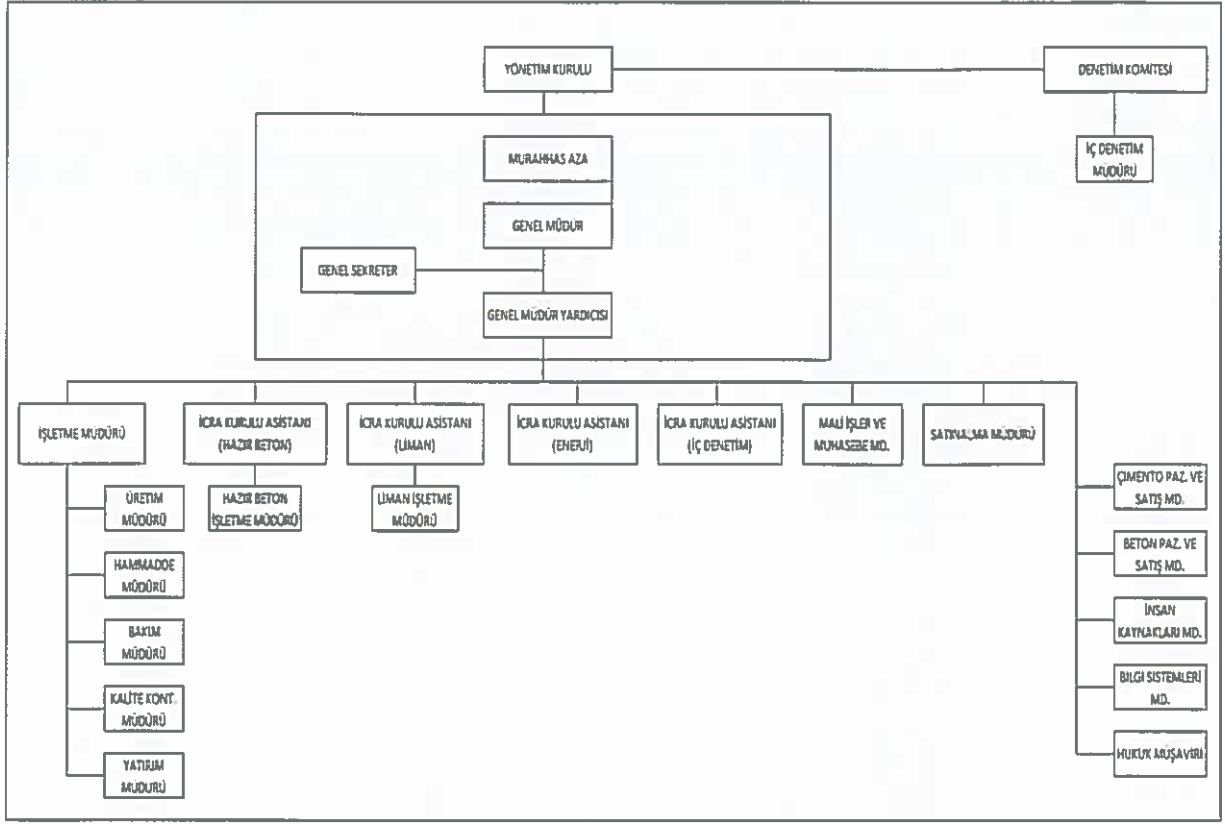 YÖNETİM KURULU
DENETİM KOMİTESİ
MURAHHAS AZA
İÇ DENETİM
MÜDÜRÜ
GENEL MÜDÜR
GENEL SEKRETER
GENEL MÜDÜR YARDICISI
İŞLETME MÜDÜRÜ
İCRA KURULU ASİSTANI
(HAZIR BETON)
İCRA KURULU ASİSTANI
(LİMAN)
İCRA KURULU ASİSTANI
(ENERJİ)
İCRA KURULU ASİSTANI
(İÇ DENETİM)
MALİ İŞLER VE
MUHASEBE MD.
SATINALMA MÜDÜRÜ
ÜRETİM
MÜDÜRÜ
HAZIR BETON
İŞLETME MÜDÜRÜ
LİMAN İŞLETME
MÜDÜRÜ
ÇİMENTO PAZ. VE
SATIŞ MD.
HAMMADDE
MÜDÜRÜ
BETON PAZ. VE
SATIŞ MD.
BAKIM
MÜDÜRÜ
İNSAN
KAYNAKLARI MD.
KALİTE KONT.
MÜDÜRÜ
BİLGİ SİSTEMLERİ
MD.
YATIRIM
MÜDÜRÜ
HUKUK MÜŞAVİRİ